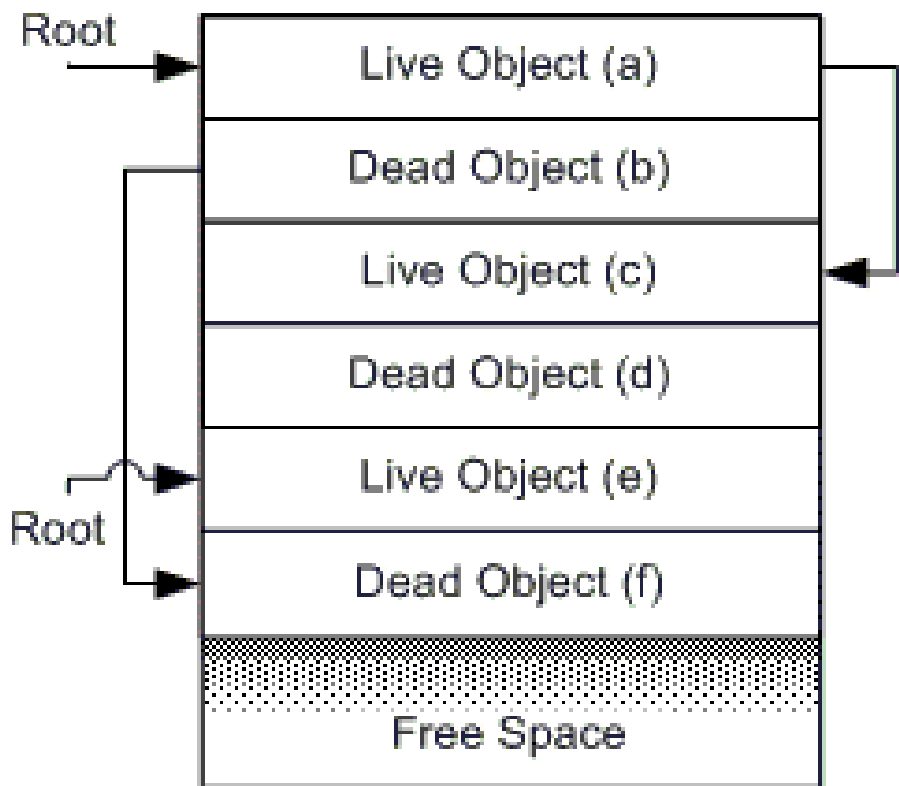 Root
Live Object (a)
Dead Object (b)
Live Object (c)
Dead Object (d)
Live Object (e)
Root
Dead Object (f)
Free Space